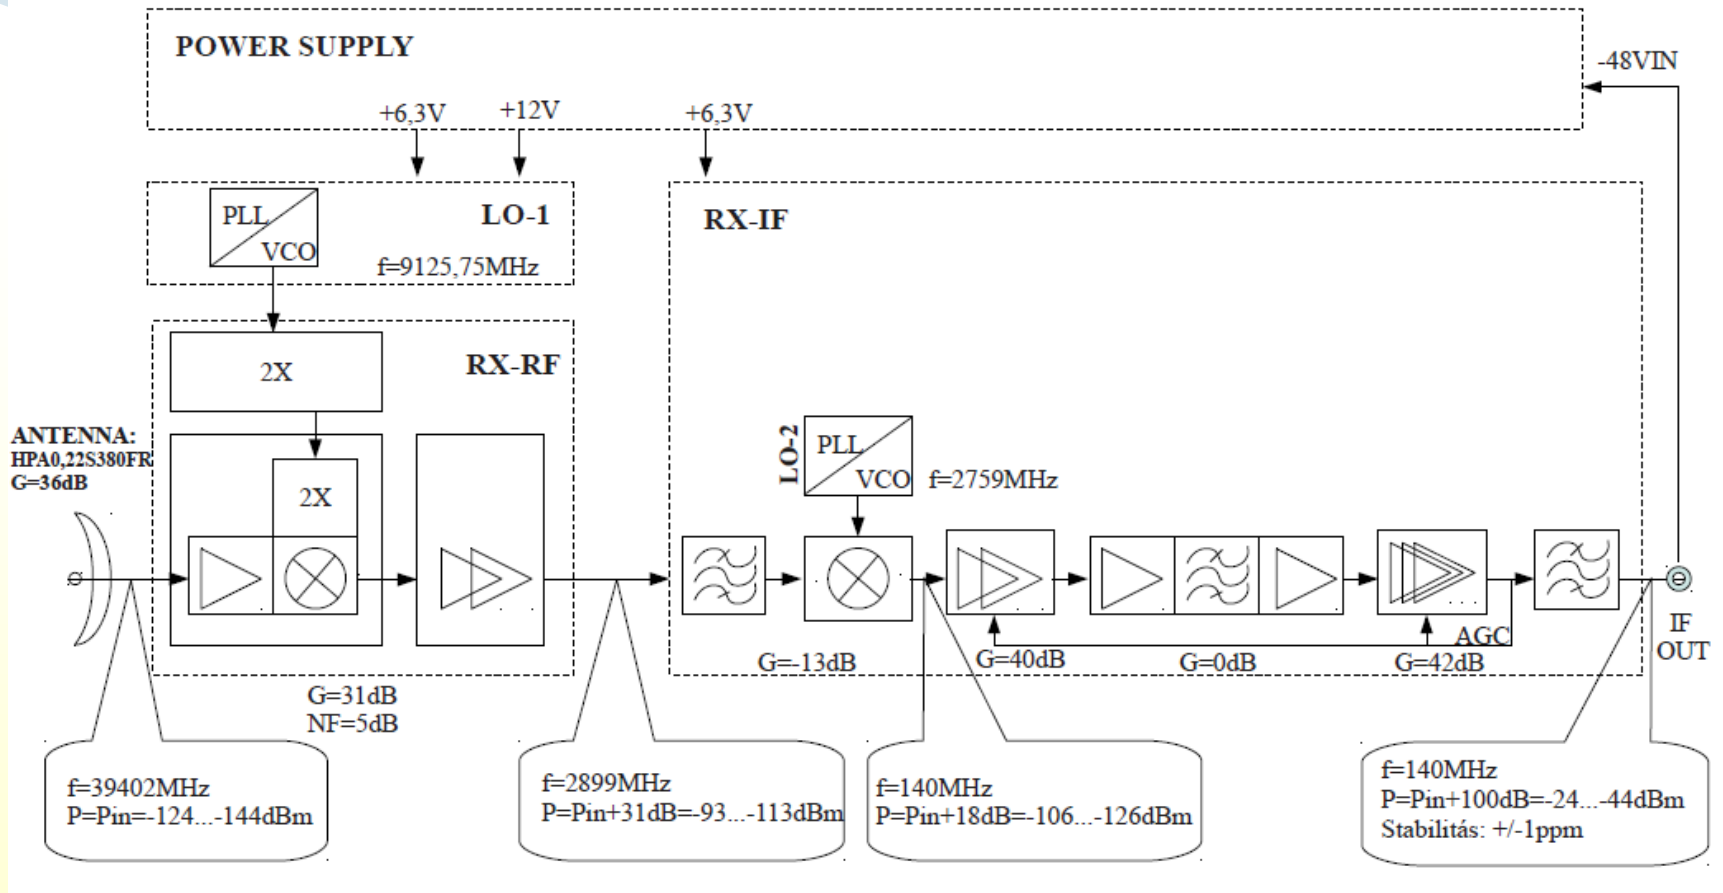 POWER SUPPLY
-48VIN
+6,3V
+12V
+6,3V
PLL
VCO
LO-1
f=9125,75MHz
RX-IF
2X
RX-RF
ANTENNA:
HPA0,22S380FR
G=36dB
2X
LO-2
PLL
VCO
f=2759MHz
G=31dB
NF=5dB
G=-13dB
G=40dB
G=0dB
AGC
G=42dB
IF
OUT
f=39402MHz
P=Pin=-124...-144dBm
f=2899MHz
P=Pin+31dB=-93...-113dBm
f=140MHz
P=Pin+18dB=-106...-126dBm
f=140MHz
P=Pin+100dB=-24...-44dBm
Stabilitás: +/-1ppm